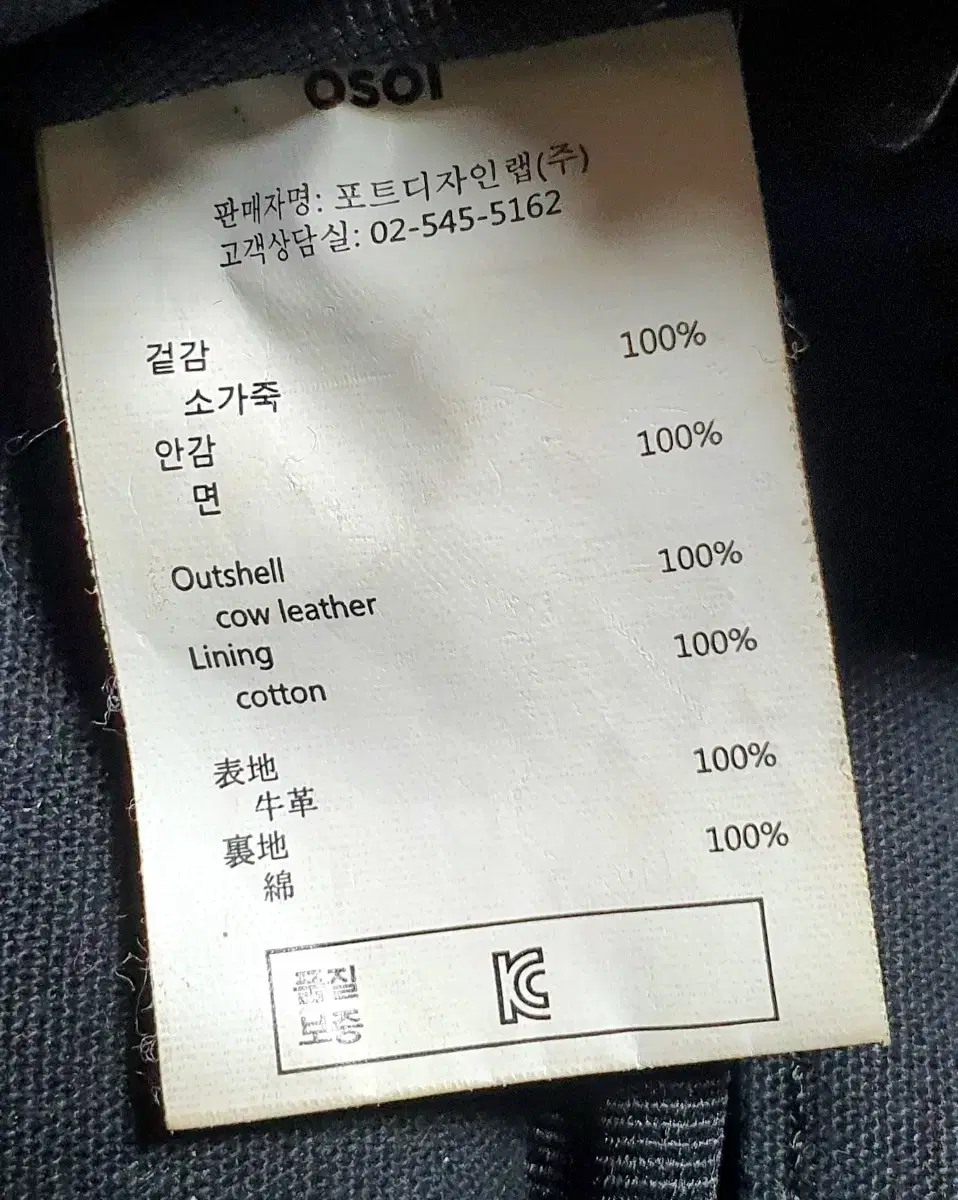 OSOI
판매자명: 포트디자인랩(주)
고객상담실: 02-545-5162
겉감 100%
소가죽
안감 100%
면
Outshell 100%
cow leather
Lining 100%
cotton
表地 100%
牛革
裏地 100%
綿
품질 KC
보증